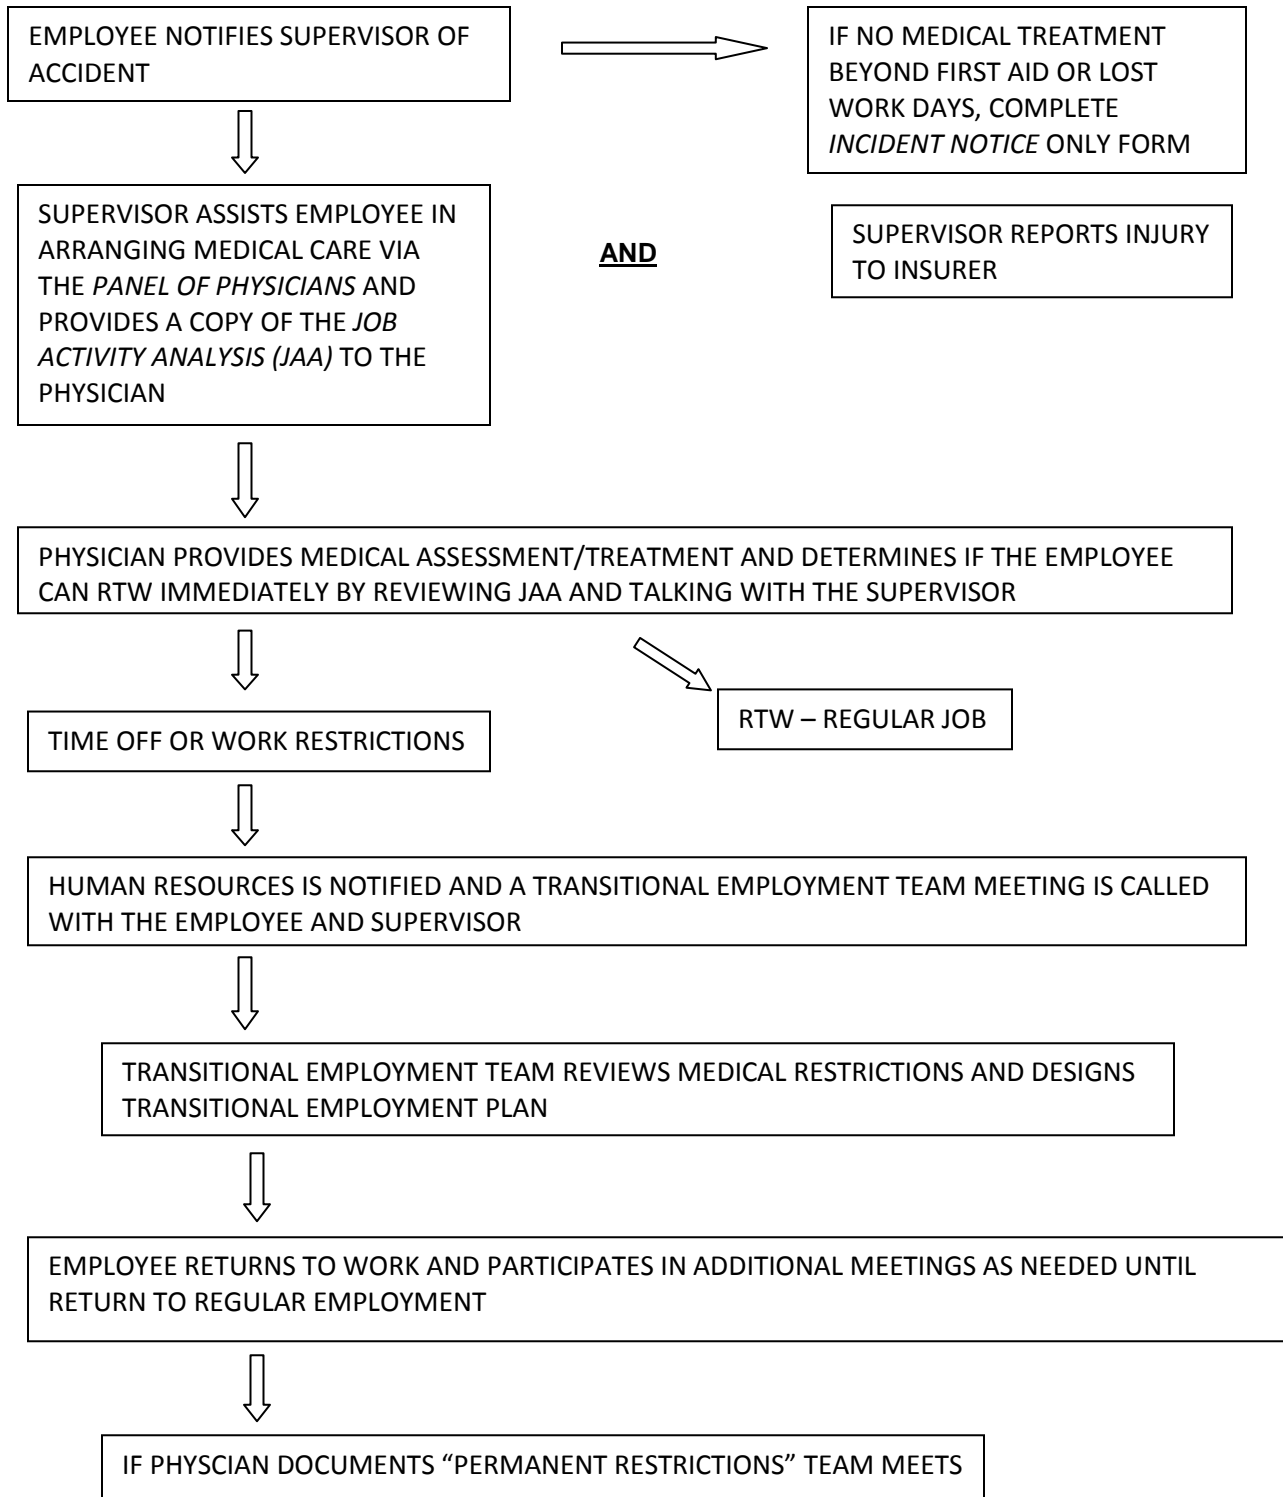 EMPLOYEE NOTIFIES SUPERVISOR OF
ACCIDENT
IF NO MEDICAL TREATMENT
BEYOND FIRST AID OR LOST
WORK DAYS, COMPLETE
INCIDENT NOTICE ONLY FORM
SUPERVISOR ASSISTS EMPLOYEE IN
ARRANGING MEDICAL CARE VIA
THE PANEL OF PHYSICIANS AND
PROVIDES A COPY OF THE JOB
ACTIVITY ANALYSIS (JAA) TO THE
PHYSICIAN
AND
SUPERVISOR REPORTS INJURY
TO INSURER
PHYSICIAN PROVIDES MEDICAL ASSESSMENT/TREATMENT AND DETERMINES IF THE EMPLOYEE
CAN RTW IMMEDIATELY BY REVIEWING JAA AND TALKING WITH THE SUPERVISOR
RTW – REGULAR JOB
TIME OFF OR WORK RESTRICTIONS
HUMAN RESOURCES IS NOTIFIED AND A TRANSITIONAL EMPLOYMENT TEAM MEETING IS CALLED
WITH THE EMPLOYEE AND SUPERVISOR
TRANSITIONAL EMPLOYMENT TEAM REVIEWS MEDICAL RESTRICTIONS AND DESIGNS
TRANSITIONAL EMPLOYMENT PLAN
EMPLOYEE RETURNS TO WORK AND PARTICIPATES IN ADDITIONAL MEETINGS AS NEEDED UNTIL
RETURN TO REGULAR EMPLOYMENT
IF PHYSCIAN DOCUMENTS “PERMANENT RESTRICTIONS” TEAM MEETS